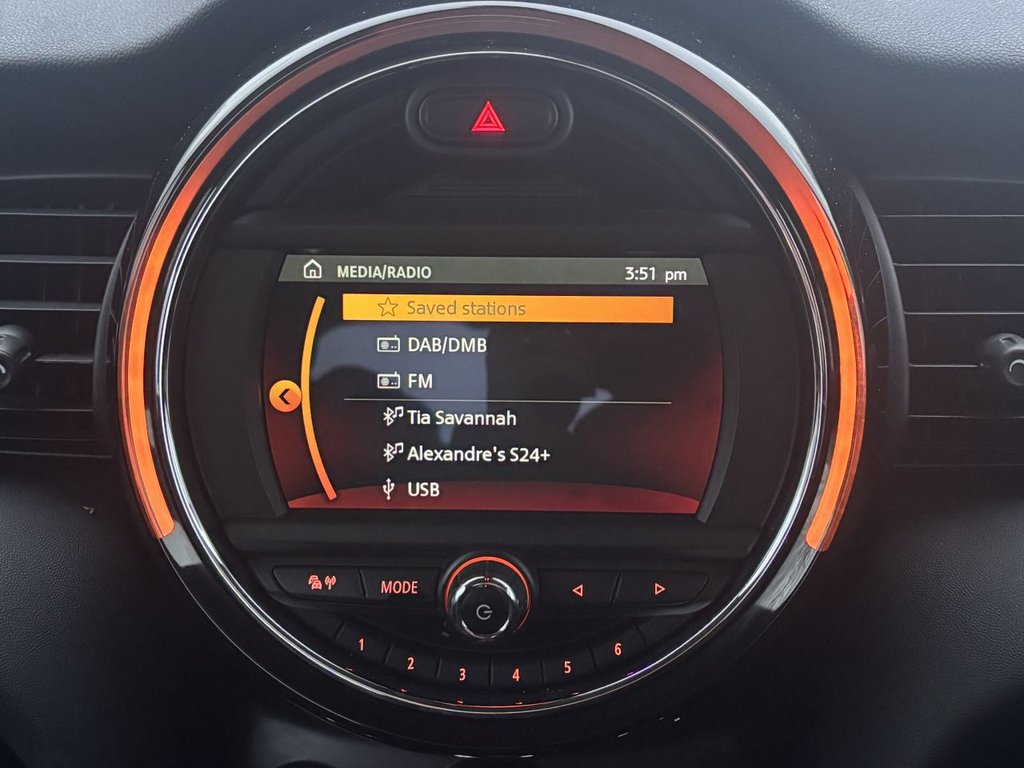 MEDIA/RADIO 3:51 pm
Saved stations
DAB/DMB
FM
Tia Savannah
Alexandre's S24+
USB
MODE
1 2 3 4 5 6